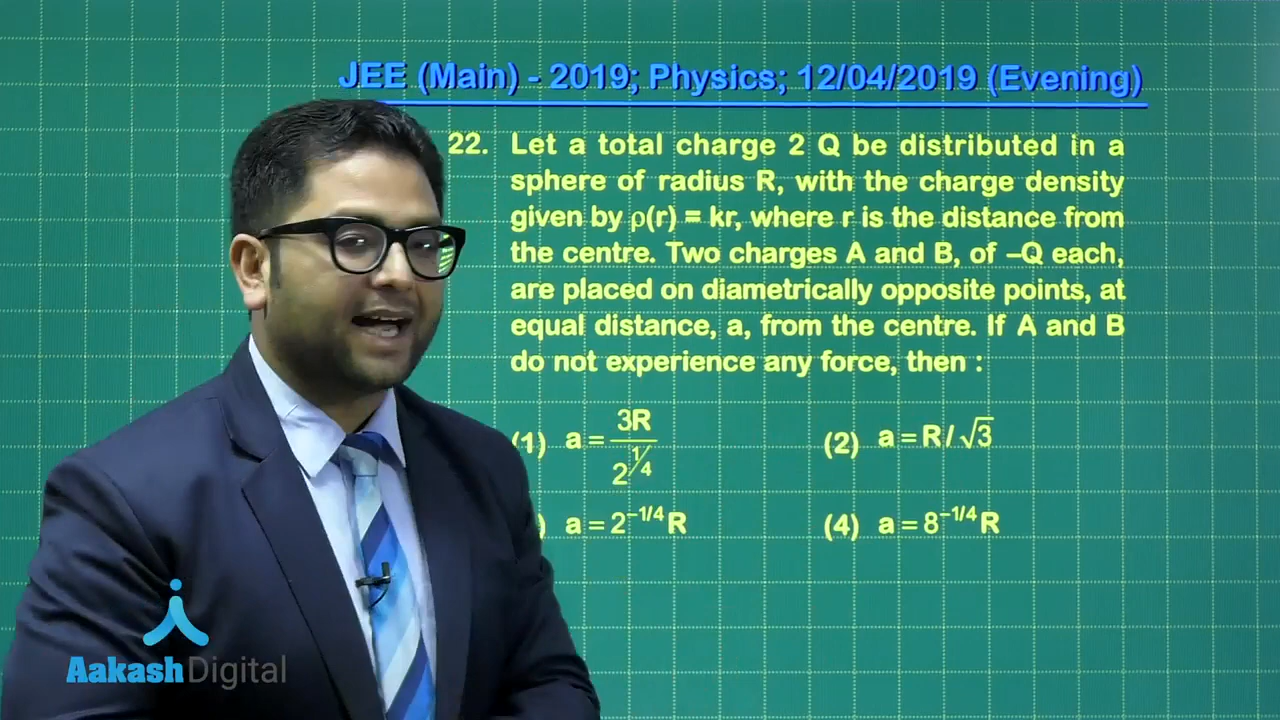 JEE (Main) - 2019; Physics; 12/04/2019 (Evening)
22. Let a total charge 2 Q be distributed in a
sphere of radius R, with the charge density
given by ρ(r) = kr, where r is the distance from
the centre. Two charges A and B, of –Q each,
are placed on diametrically opposite points, at
equal distance, a, from the centre. If A and B
do not experience any force, then :
(1) a = 3R / 2^1/4 (2) a = R / √3
) a = 2^–1/4 R (4) a = 8^–1/4 R
Aakash Digital